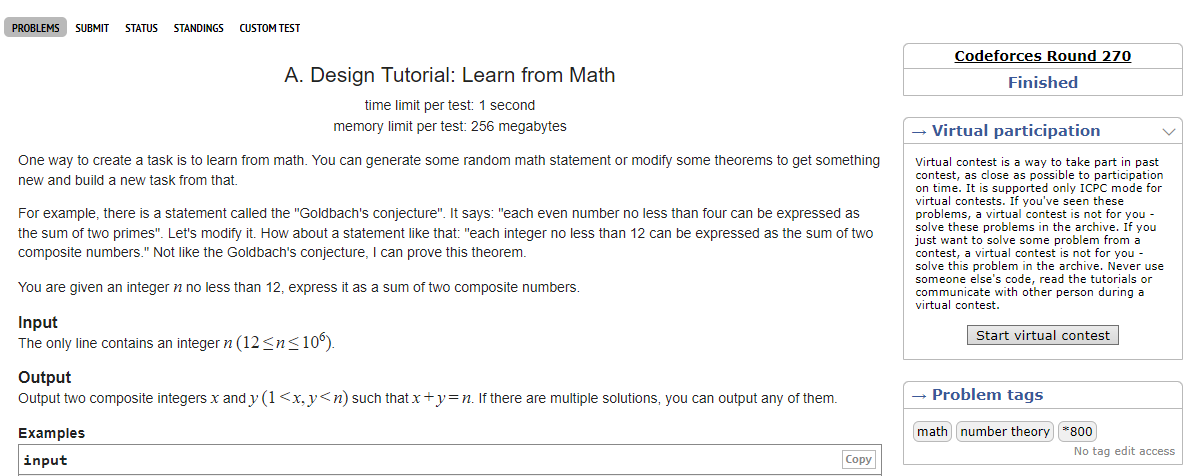 PROBLEMS SUBMIT STATUS STANDINGS CUSTOM TEST
A. Design Tutorial: Learn from Math
time limit per test: 1 second
memory limit per test: 256 megabytes
One way to create a task is to learn from math. You can generate some random math statement or modify some theorems to get something
new and build a new task from that.
For example, there is a statement called the "Goldbach's conjecture". It says: "each even number no less than four can be expressed as
the sum of two primes". Let's modify it. How about a statement like that: "each integer no less than 12 can be expressed as the sum of two
composite numbers." Not like the Goldbach's conjecture, I can prove this theorem.
You are given an integer n no less than 12, express it as a sum of two composite numbers.
Input
The only line contains an integer n (12 ≤ n ≤ 10⁶).
Output
Output two composite integers x and y (1 < x, y < n) such that x + y = n. If there are multiple solutions, you can output any of them.
Examples
input
Copy
Codeforces Round 270
Finished
→ Virtual participation
Virtual contest is a way to take part in past
contest, as close as possible to participation
on time. It is supported only ICPC mode for
virtual contests. If you've seen these
problems, a virtual contest is not for you -
solve these problems in the archive. If you
just want to solve some problem from a
contest, a virtual contest is not for you -
solve this problem in the archive. Never use
someone else's code, read the tutorials or
communicate with other person during a
virtual contest.
Start virtual contest
→ Problem tags
math number theory *800
No tag edit access